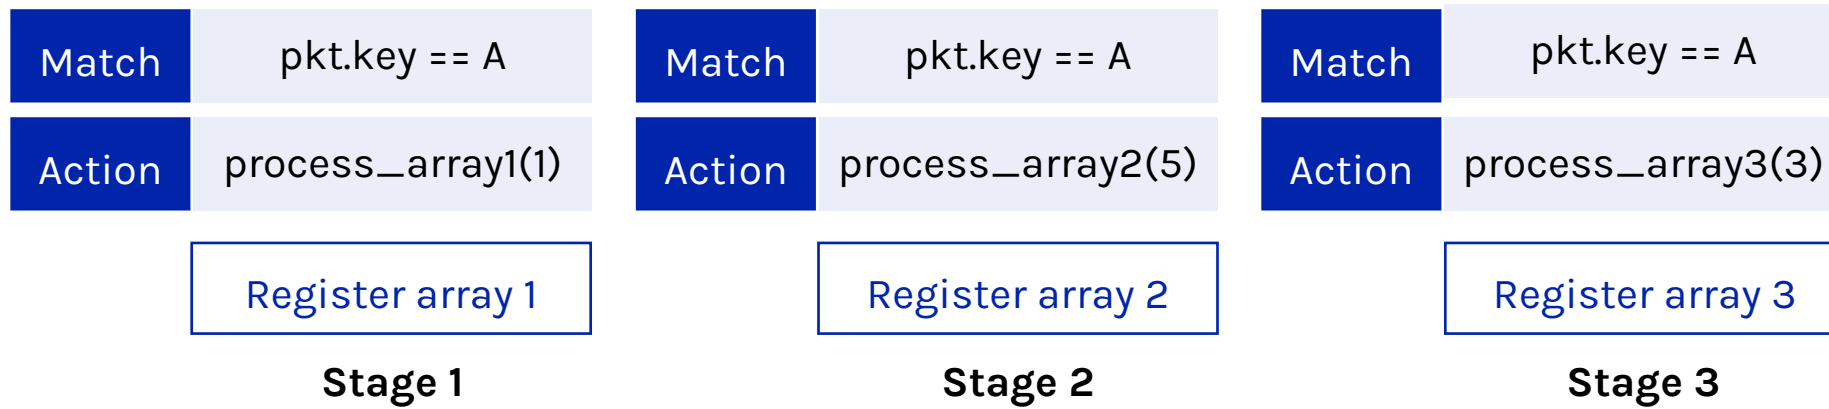 Match pkt.key == A Match pkt.key == A Match pkt.key == A
Action process_array1(1) Action process_array2(5) Action process_array3(3)
Register array 1 Register array 2 Register array 3
Stage 1 Stage 2 Stage 3